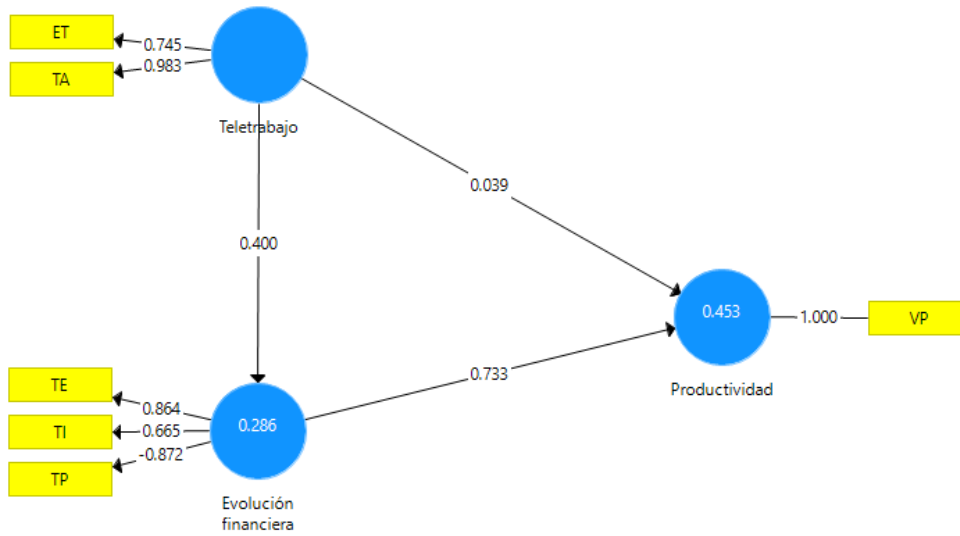 ET
0.745
TA
0.983
Teletrabajo
0.039
0.400
0.453
1.000
VP
Productividad
0.733
TE
0.864
TI
0.665
TP
-0.872
0.286
Evolución
financiera